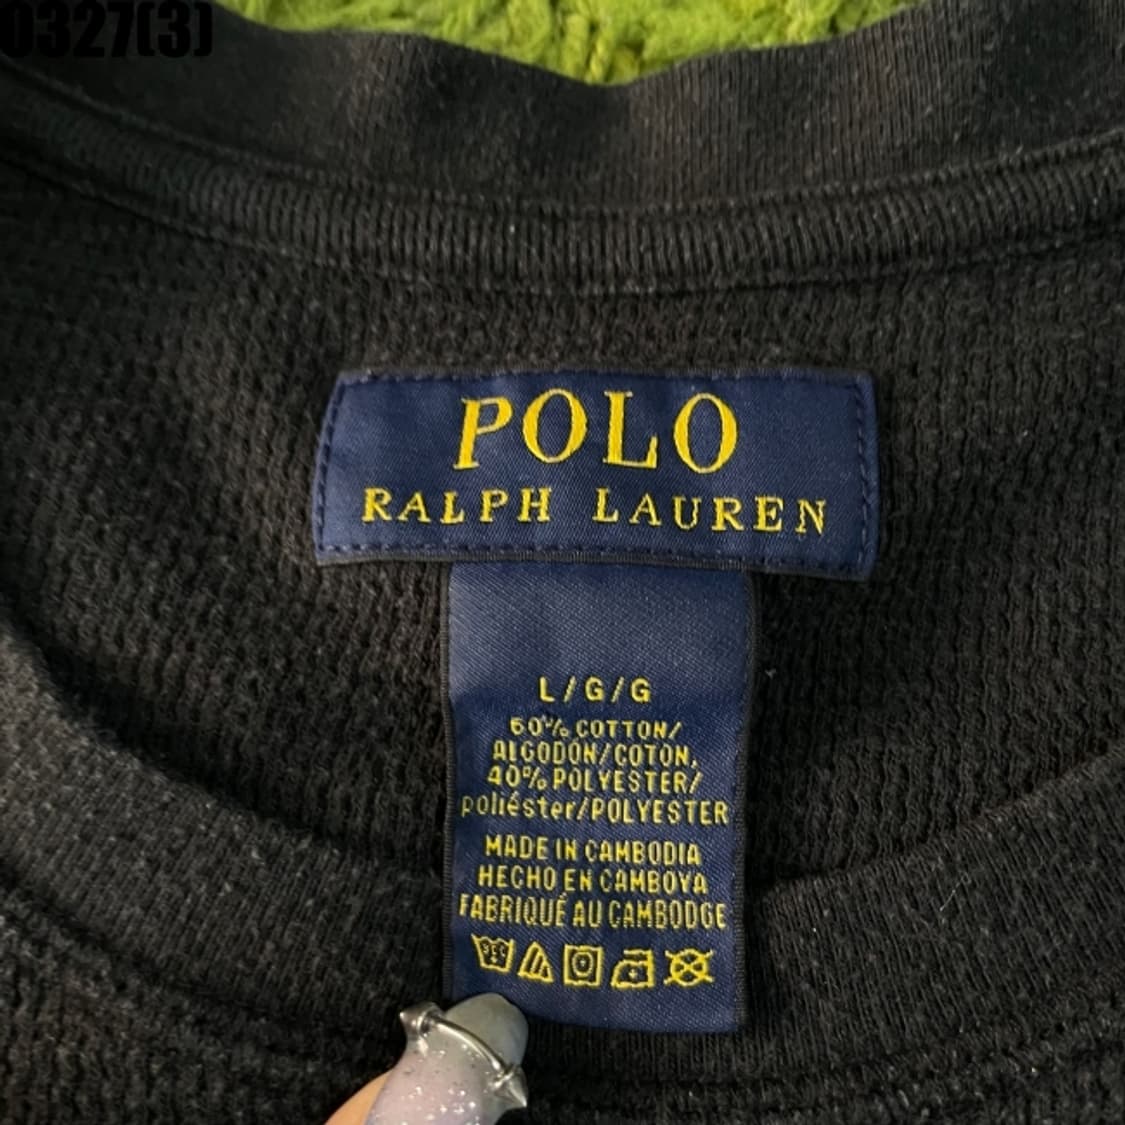 0327(3)
POLO
RALPH LAUREN
L/G/G
60% COTTON/
ALGODÓN/COTON,
40% POLYESTER/
poliéster/POLYESTER
MADE IN CAMBODIA
HECHO EN CAMBOYA
FABRIQUÉ AU CAMBODGE